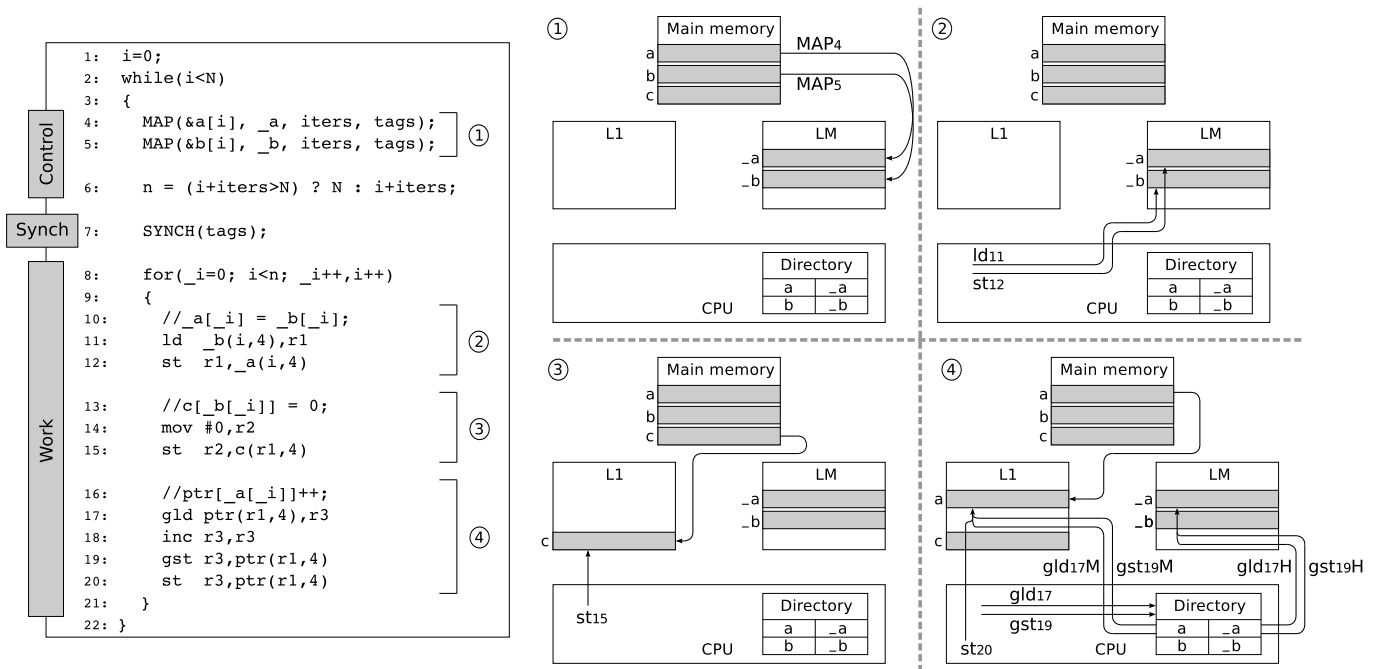 Control
Synch
Work
1: i=0;
2: while(i<N)
3: {
4: MAP(&a[i], _a, iters, tags);
5: MAP(&b[i], _b, iters, tags);
①
6: n = (i+iters>N) ? N : i+iters;
7: SYNCH(tags);
8: for(_i=0; i<n; _i++,i++)
9: {
10: //_a[_i] = _b[_i];
11: ld _b(i,4),r1
12: st r1,_a(i,4)
②
13: //c[_b[_i]] = 0;
14: mov #0,r2
15: st r2,c(r1,4)
③
16: //ptr[_a[_i]]++;
17: gld ptr(r1,4),r3
18: inc r3,r3
19: gst r3,ptr(r1,4)
20: st r3,ptr(r1,4)
④
21: }
22: }
①
Main memory
a
b
c
MAP4
MAP5
L1
LM
_a
_b
Directory
a _a
b _b
CPU
②
Main memory
a
b
c
L1
LM
_a
_b
ld11
st12
Directory
a _a
b _b
CPU
③
Main memory
a
b
c
L1
c
LM
_a
_b
st15
Directory
a _a
b _b
CPU
④
Main memory
a
b
c
L1
a
c
LM
_a
_b
gld17M
gst19M
gld17H
gst19H
gld17
gst19
st20
Directory
a _a
b _b
CPU